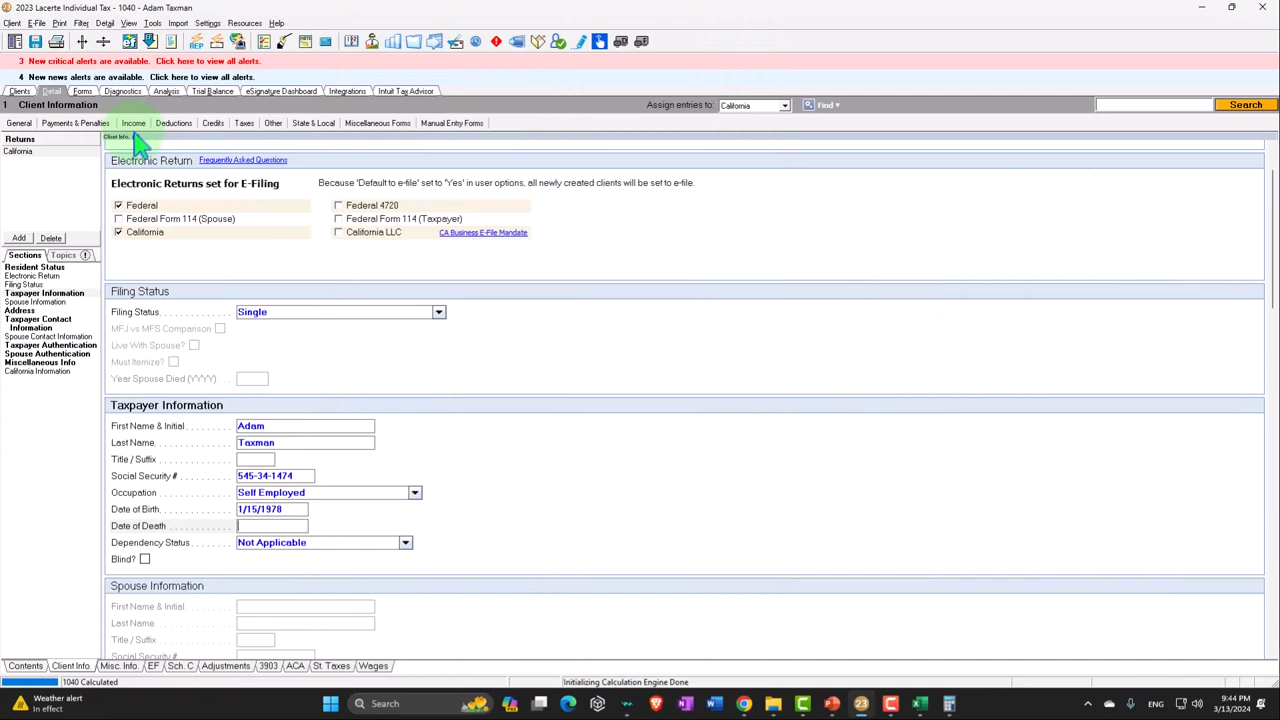 2023 Lacerte Individual Tax - 1040 - Adam Taxman
Client E-File Print Filter Detail View Tools Import Settings Resources Help
3 New critical alerts are available. Click here to view all alerts.
4 New news alerts are available. Click here to view all alerts.
Clients Detail Forms Diagnostics Analysis Trial Balance eSignature Dashboard Integrations Intuit Tax Advisor
1 Client Information Assign entries to: California Find Search
General Payments & Penalties Income Deductions Credits Taxes Other State & Local Miscellaneous Forms Manual Entry Forms
Returns
California
Add Delete
Sections Topics
Resident Status
Electronic Return
Filing Status
Taxpayer Information
Spouse Information
Address
Taxpayer Contact
Information
Spouse Contact Information
Taxpayer Authentication
Spouse Authentication
Miscellaneous Info
California Information
Client Info.
Electronic Return Frequently Asked Questions
Electronic Returns set for E-Filing Because 'Default to e-file' set to 'Yes' in user options, all newly created clients will be set to e-file.
Federal Federal 4720
Federal Form 114 (Spouse) Federal Form 114 (Taxpayer)
California California LLC CA Business E-File Mandate
Filing Status
Filing Status Single
MFJ vs MFS Comparison
Live With Spouse?
Must Itemize?
Year Spouse Died (YYYY)
Taxpayer Information
First Name & Initial Adam
Last Name Taxman
Title / Suffix
Social Security # 545-34-1474
Occupation Self Employed
Date of Birth 1/15/1978
Date of Death
Dependency Status Not Applicable
Blind?
Spouse Information
First Name & Initial
Last Name
Title / Suffix
Social Security #
Contents Client Info. Misc. Info. EF Sch. C Adjustments 3903 ACA St. Taxes Wages
1040 Calculated Initializing Calculation Engine Done
Weather alert
In effect
Search
ENG
9:44 PM
3/13/2024